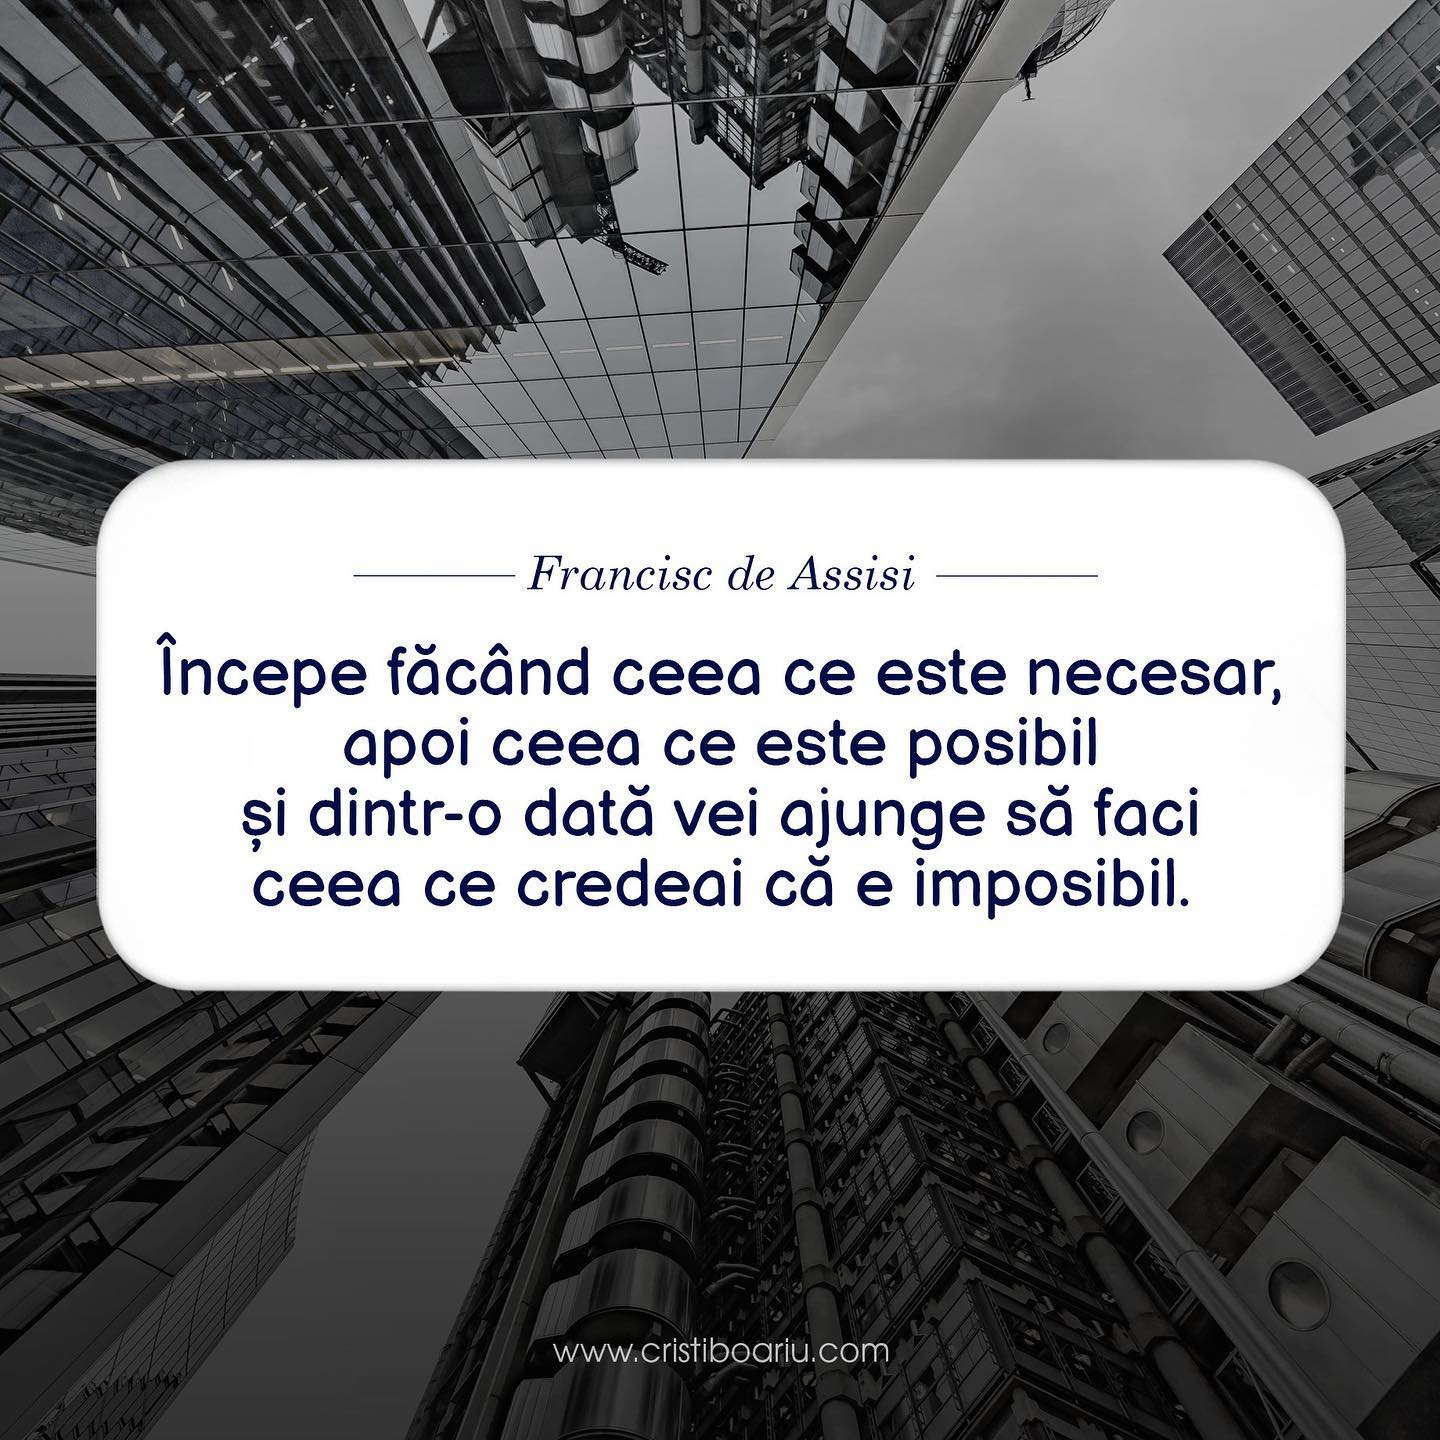 Francisc de Assisi
Începe făcând ceea ce este necesar,
apoi ceea ce este posibil
și dintr-o dată vei ajunge să faci
ceea ce credeai că e imposibil.
www.cristiboariu.com